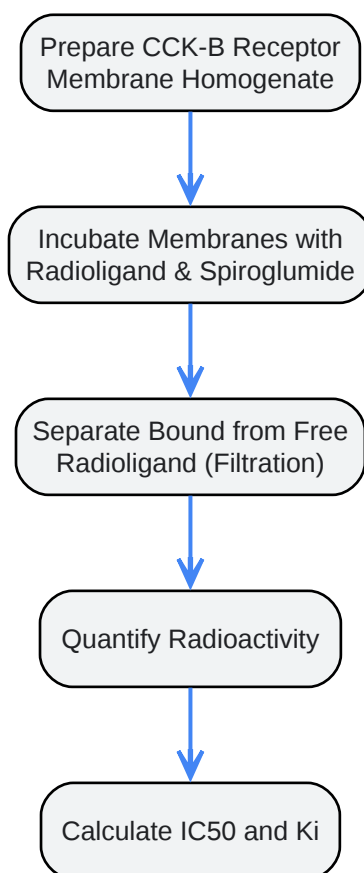 Prepare CCK-B Receptor
Membrane Homogenate
Incubate Membranes with
Radioligand & Spiroglumide
Separate Bound from Free
Radioligand (Filtration)
Quantify Radioactivity
Calculate IC50 and Ki